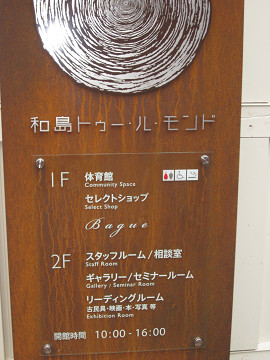 和島トゥー・ル・モンド
1F 体育館
Community Space
セレクトショップ
Select Shop
Bague
2F スタッフルーム/相談室
Staff Room
ギャラリー/セミナールーム
Gallery / Seminar Room
リーディングルーム
古民具・映画・本・写真 等
Exhibition Room
開館時間 10:00-16:00